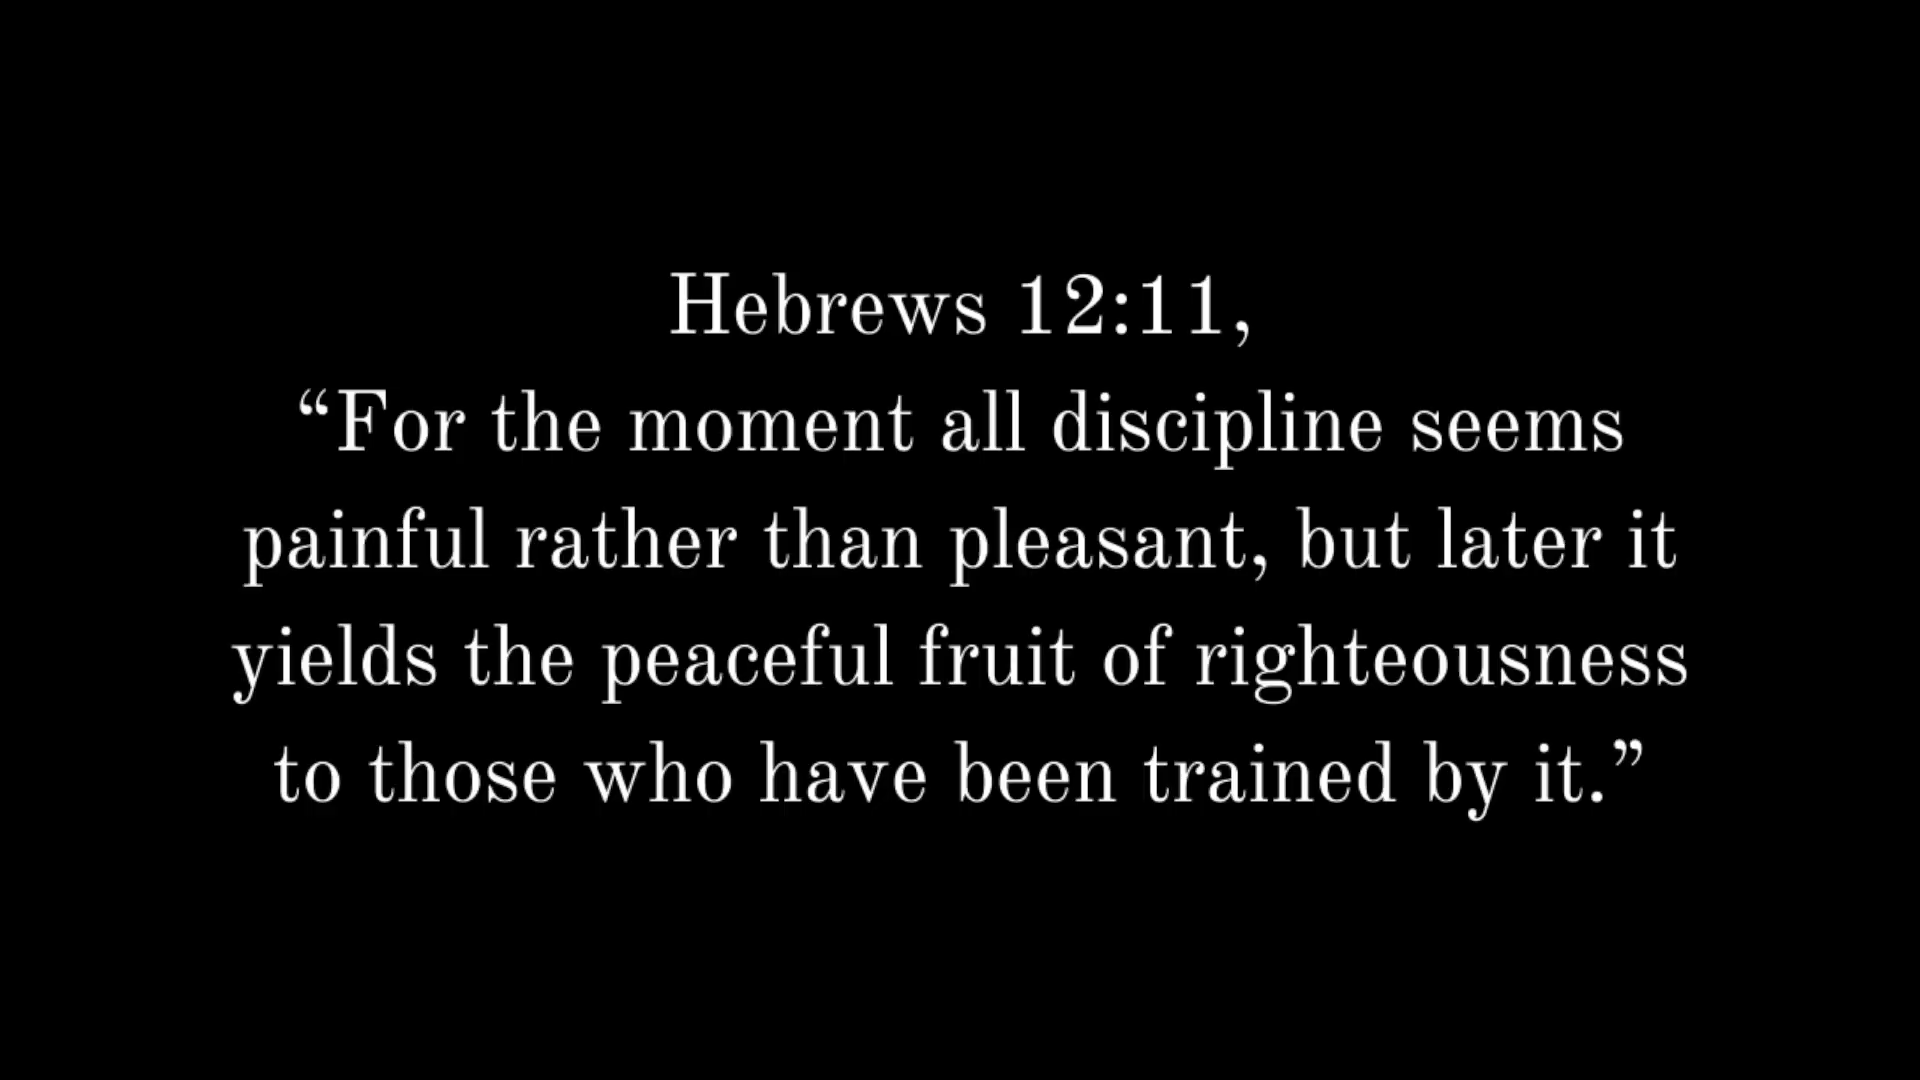 Hebrews 12:11,
“For the moment all discipline seems
painful rather than pleasant, but later it
yields the peaceful fruit of righteousness
to those who have been trained by it.”